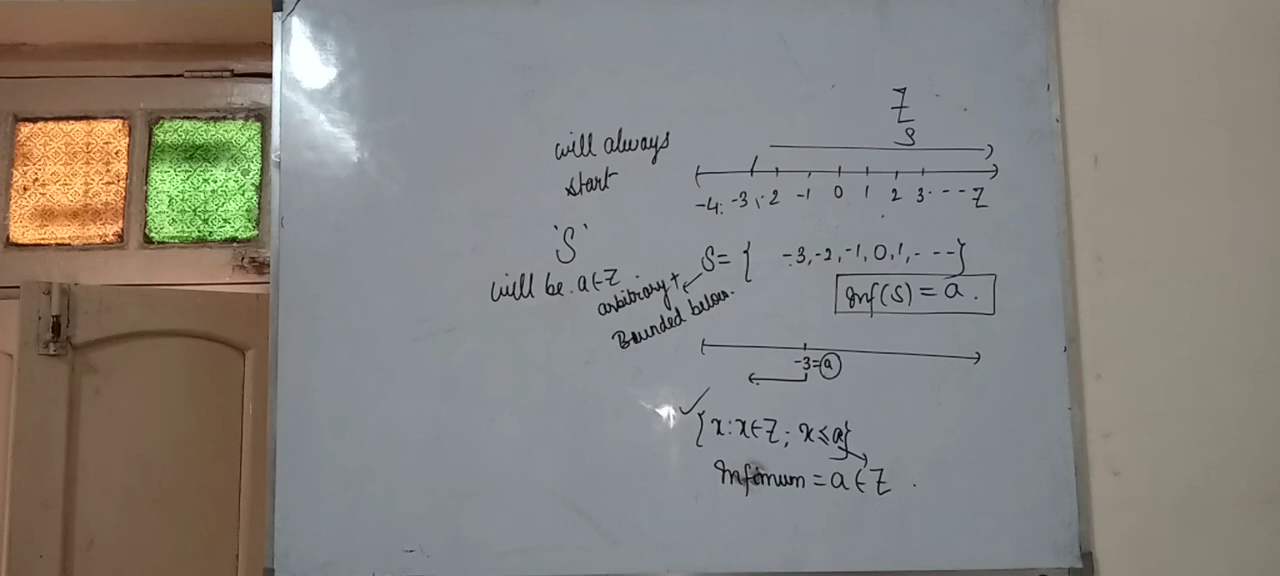 Z
S
will always
start
-4 -3 -2 -1 0 1 2 3 - - - Z
'S'
will be a ∈ Z
arbitrary +
Bounded below.
S = { -3, -2, -1, 0, 1, - - - }
Inf(S) = a.
-3 = a
✓ {x : x ∈ Z ; x ≤ a}
Infimum = a ∈ Z .